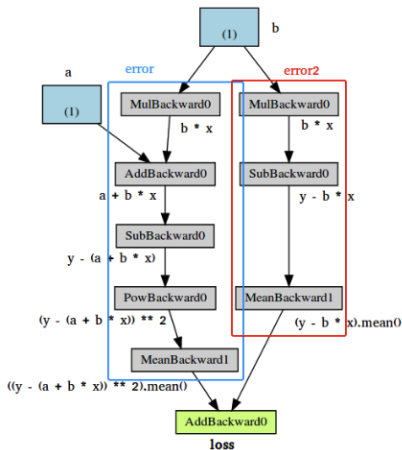 b
(1)
a
error
error2
(1)
MulBackward0
MulBackward0
b * x
b * x
AddBackward0
SubBackward0
a + b * x
y - b * x
SubBackward0
y - (a + b * x)
PowBackward0
MeanBackward1
(y - (a + b * x)) ** 2
(y - b * x).mean()
MeanBackward1
((y - (a + b * x)) ** 2).mean()
AddBackward0
loss